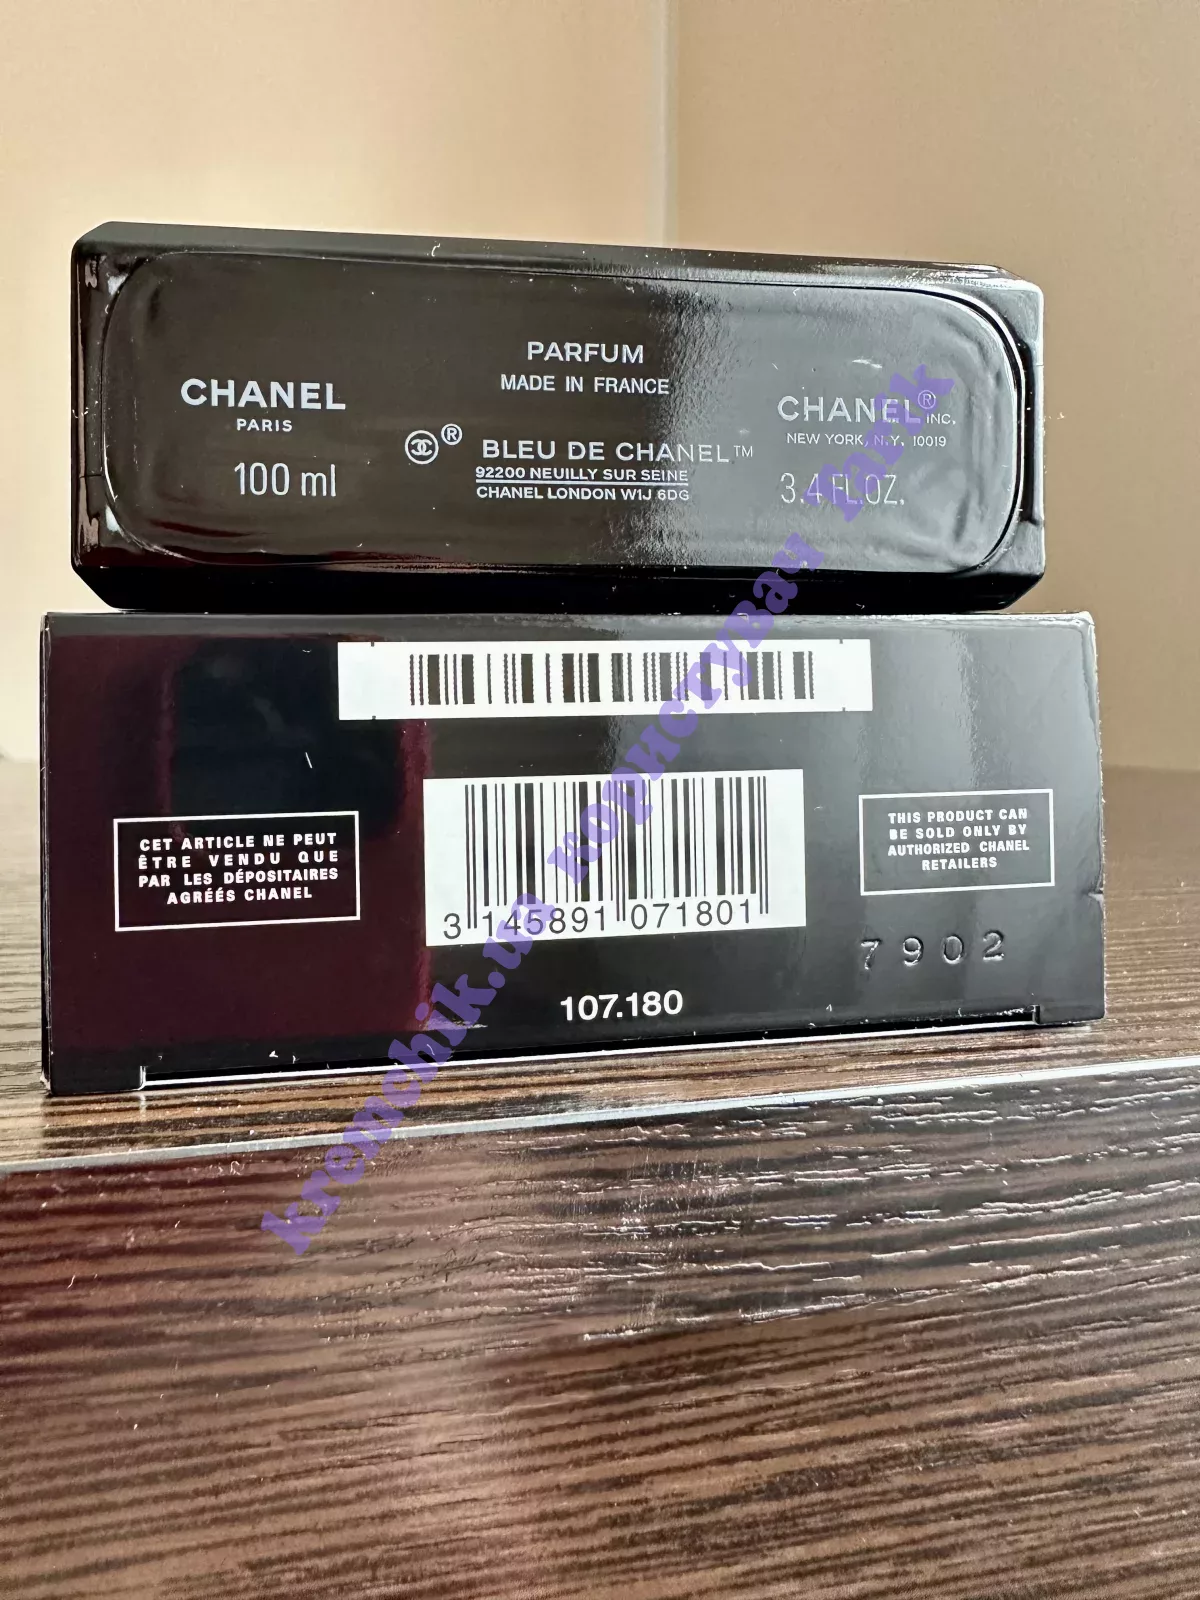 PARFUM
MADE IN FRANCE
CHANEL
PARIS
100 ml
® BLEU DE CHANEL™
92200 NEUILLY SUR SEINE
CHANEL LONDON W1J 6DG
CHANEL® INC.
NEW YORK, N.Y. 10019
3.4 FL.OZ.
CET ARTICLE NE PEUT
ÊTRE VENDU QUE
PAR LES DÉPOSITAIRES
AGRÉÉS CHANEL
3 145891 071801
107.180
THIS PRODUCT CAN
BE SOLD ONLY BY
AUTHORIZED CHANEL
RETAILERS
7902
kremchik.ua користувач farik